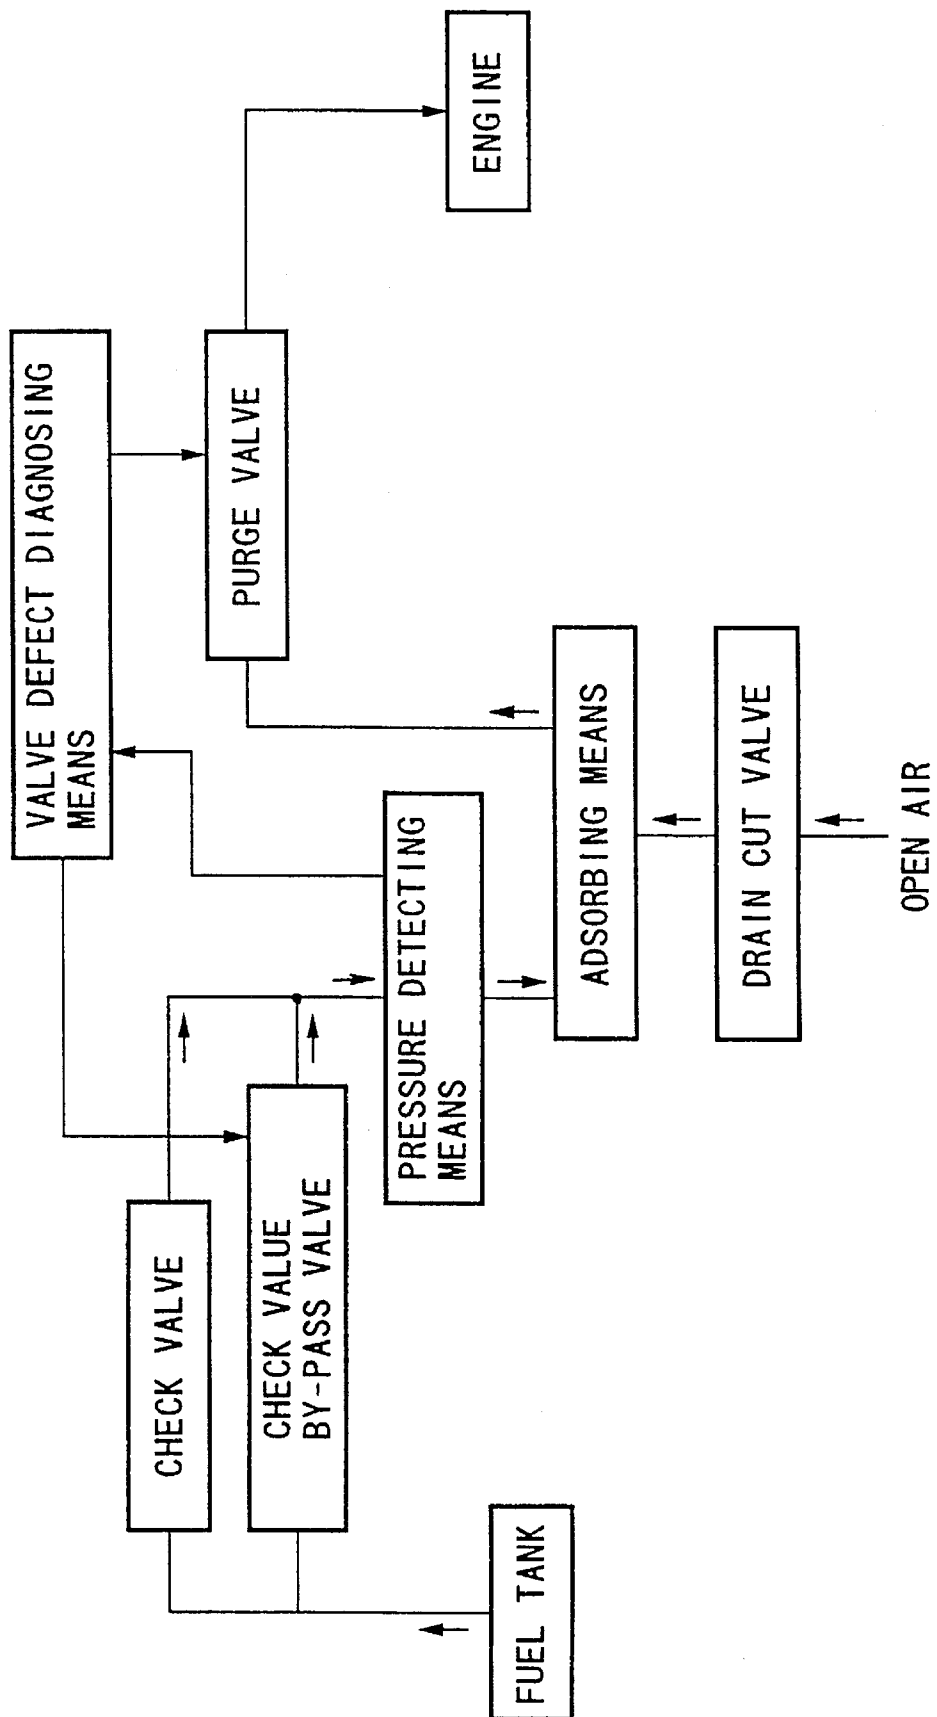 VALVE DEFECT DIAGNOSING
MEANS
CHECK VALVE
PURGE VALVE
CHECK VALUE
BY-PASS VALVE
PRESSURE DETECTING
MEANS
ENGINE
FUEL TANK
ADSORBING MEANS
DRAIN CUT VALVE
OPEN AIR